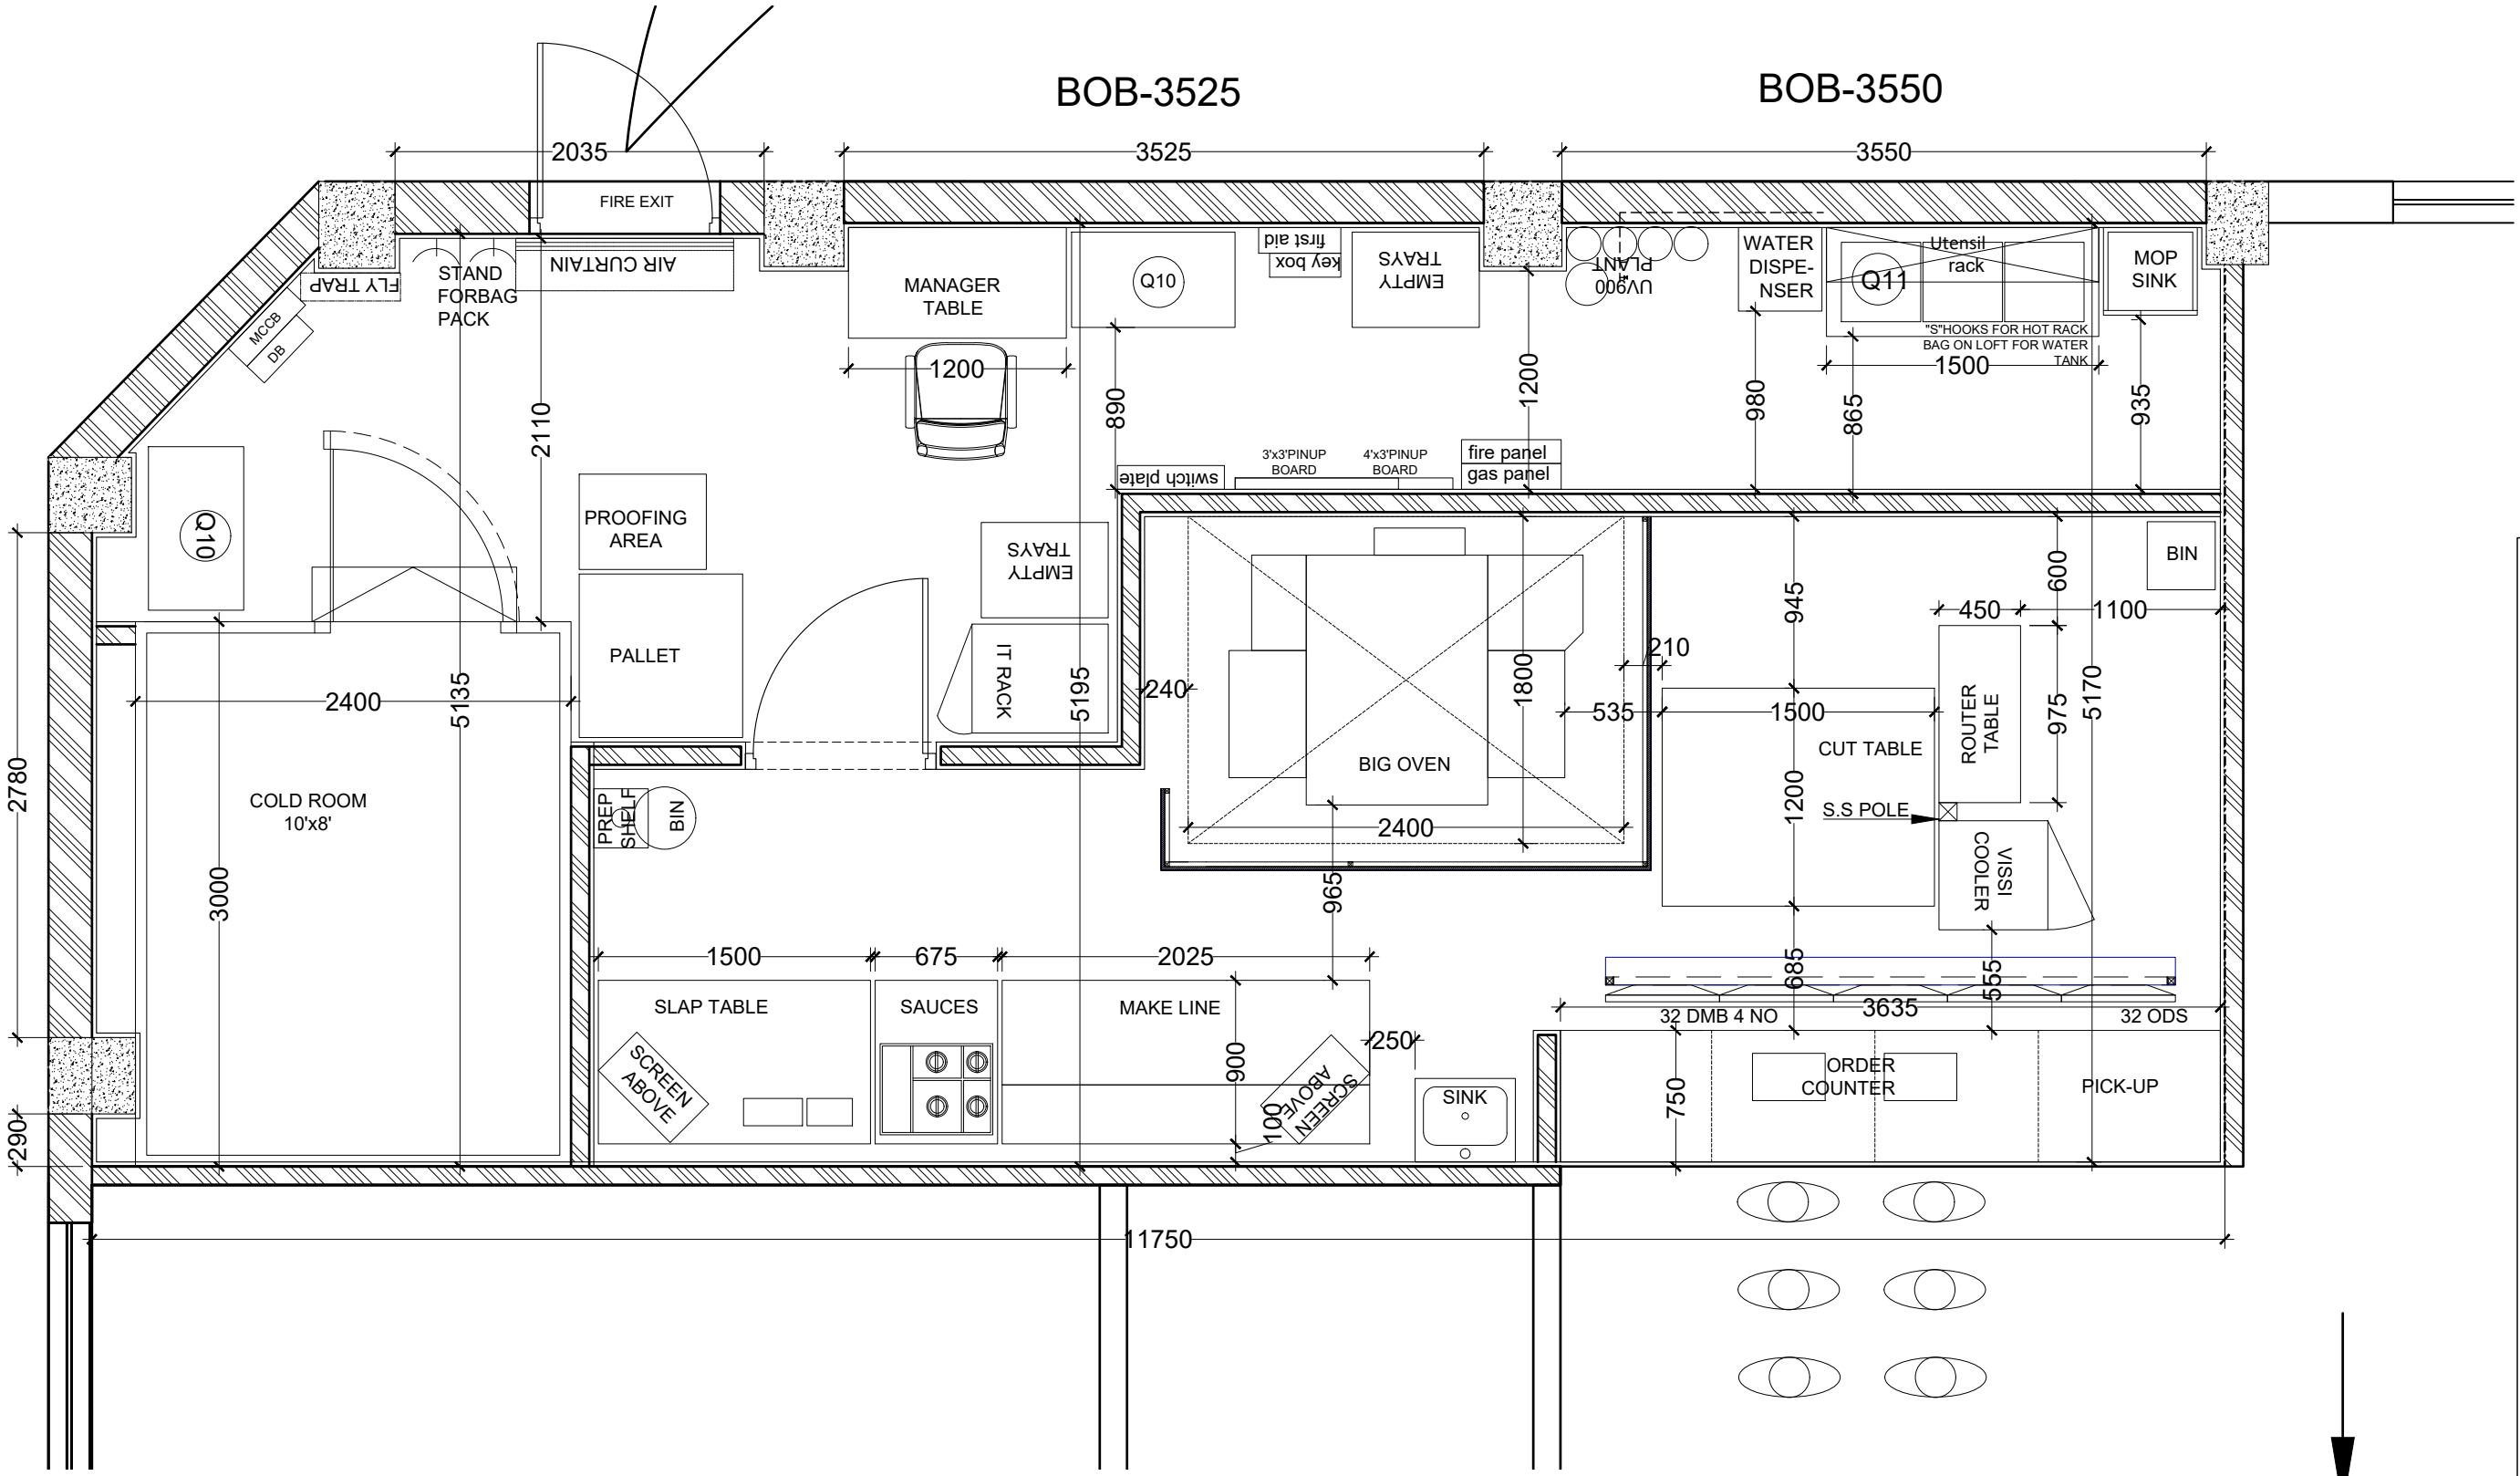 BOB-3525
BOB-3550
2035
3525
3550
FIRE EXIT
FLY TRAP
STAND
FORBAG
PACK
AIR CURTAIN
MANAGER
TABLE
Q10
first
aid
key box
EMPTY
TRAYS
UV900
PLANT
WATER
DISPE-
NSER
Utensil
rack
Q11
MOP
SINK
"S"HOOKS FOR HOT RACK
BAG ON LOFT FOR WATER
TANK
MCCB
DB
1200
1500
2110
890
1200
980
865
935
switch plate
3'x3'PINUP
BOARD
4'x3'PINUP
BOARD
fire panel
gas panel
Q10
PROOFING
AREA
EMPTY
TRAYS
PALLET
IT RACK
BIN
945
600
450
1100
210
240
1800
535
1500
975
5170
ROUTER
TABLE
CUT TABLE
BIG OVEN
2400
5135
5195
2780
COLD ROOM
10'x8'
3000
PREP
SHELF
BIN
2400
1200
S.S POLE
VISSI
COOLER
965
1500
675
2025
685
555
SLAP TABLE
SAUCES
MAKE LINE
3635
32 DMB 4 NO
32 ODS
SCREEN
ABOVE
900
100
SCREEN
ABOVE
250
SINK
750
ORDER
COUNTER
PICK-UP
290
11750